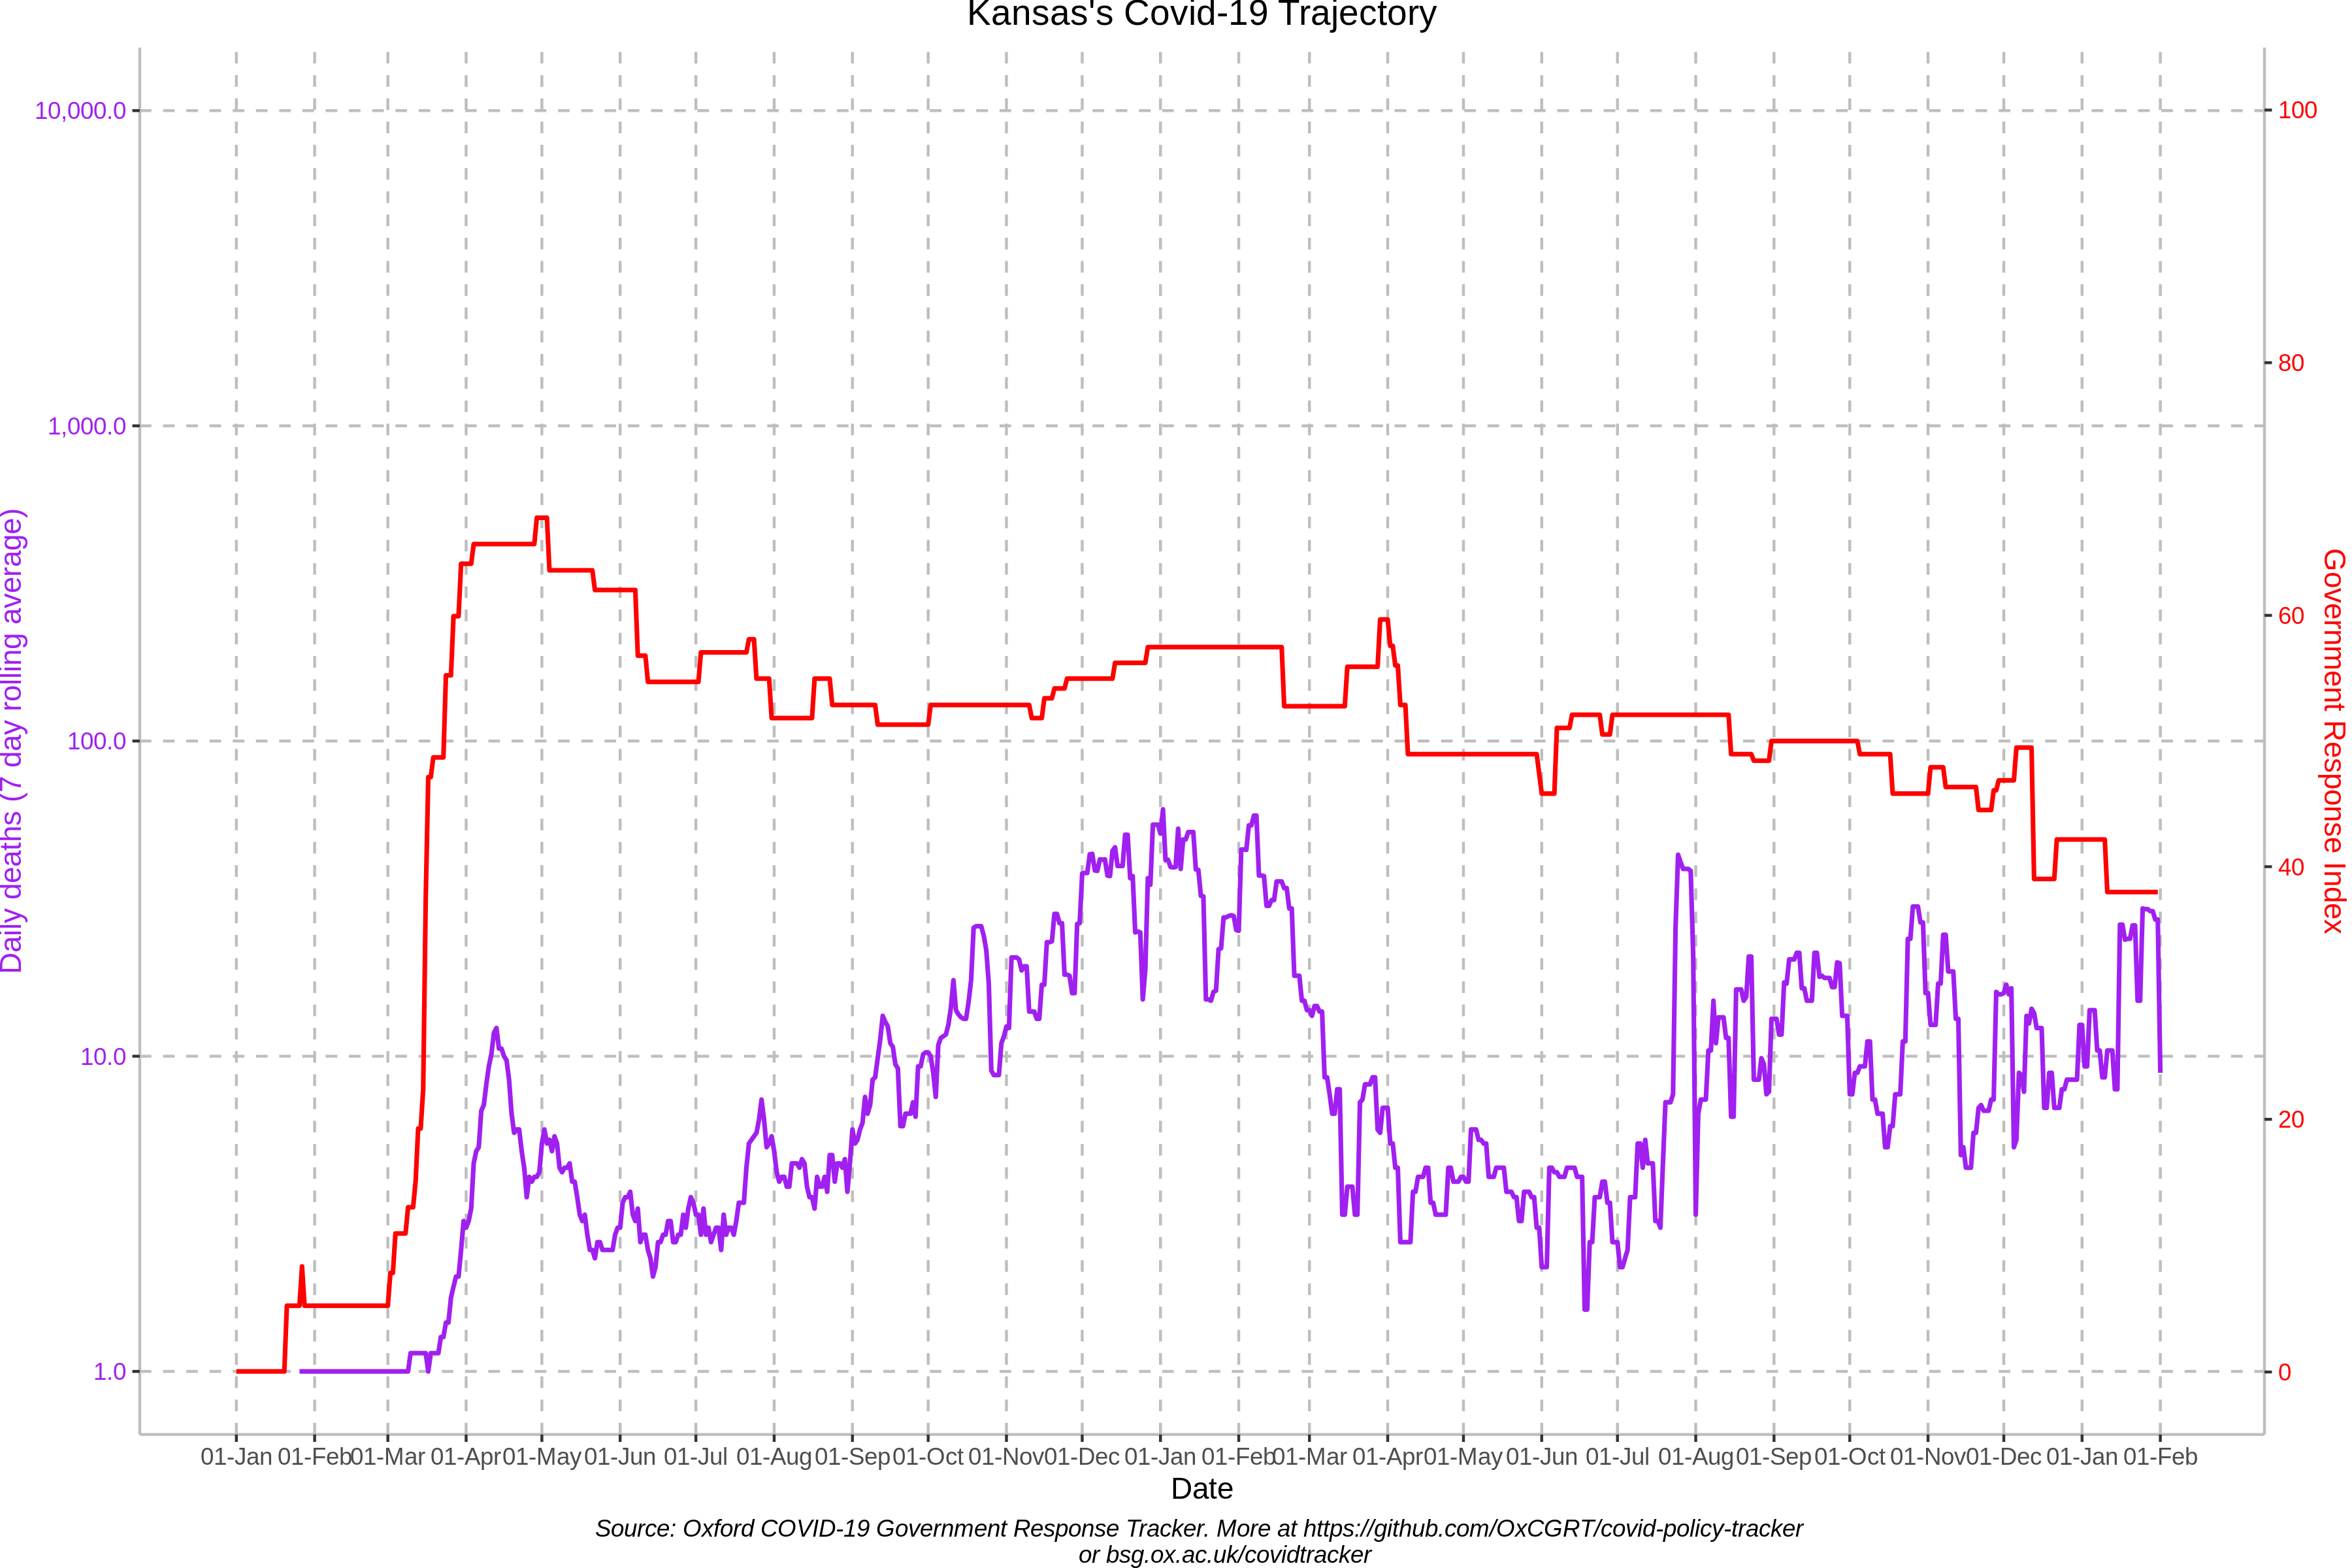 Kansas's Covid-19 Trajectory
10,000.0
1,000.0
100.0
10.0
1.0
Daily deaths (7 day rolling average)
100
80
60
40
20
0
Government Response Index
01-Jan 01-Feb 01-Mar 01-Apr 01-May 01-Jun 01-Jul 01-Aug 01-Sep 01-Oct 01-Nov 01-Dec 01-Jan 01-Feb 01-Mar 01-Apr 01-May 01-Jun 01-Jul 01-Aug 01-Sep 01-Oct 01-Nov 01-Dec 01-Jan 01-Feb
Date
Source: Oxford COVID-19 Government Response Tracker. More at https://github.com/OxCGRT/covid-policy-tracker
or bsg.ox.ac.uk/covidtracker